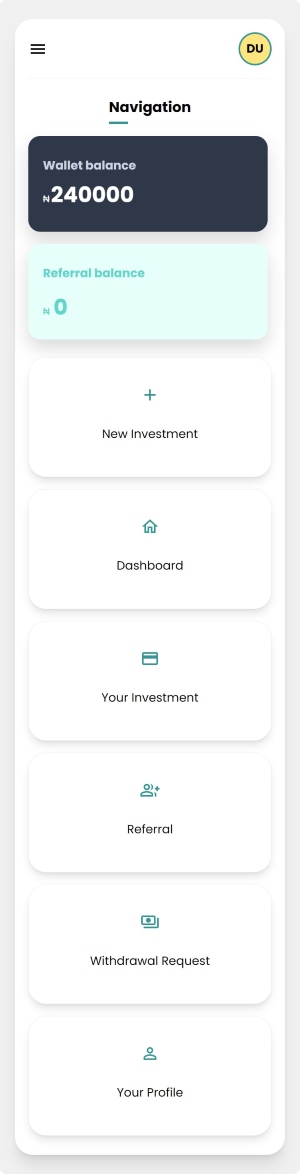 DU
Navigation
Wallet balance
₦240000
Referral balance
₦ 0
New Investment
Dashboard
Your Investment
Referral
Withdrawal Request
Your Profile